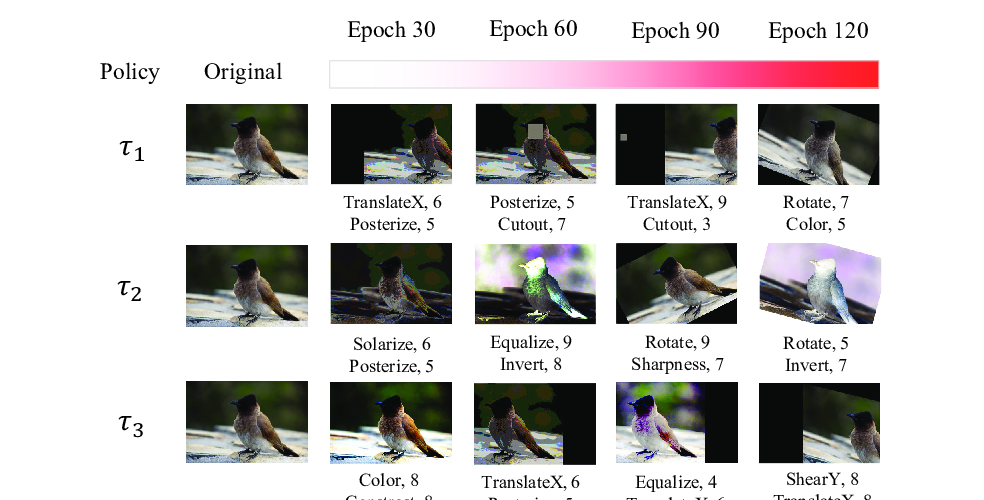 Epoch 30 Epoch 60 Epoch 90 Epoch 120
Policy Original
τ1
TranslateX, 6 Posterize, 5 TranslateX, 9 Rotate, 7
Posterize, 5 Cutout, 7 Cutout, 3 Color, 5
τ2
Solarize, 6 Equalize, 9 Rotate, 9 Rotate, 5
Posterize, 5 Invert, 8 Sharpness, 7 Invert, 7
τ3
Color, 8 TranslateX, 6 Equalize, 4 ShearY, 8